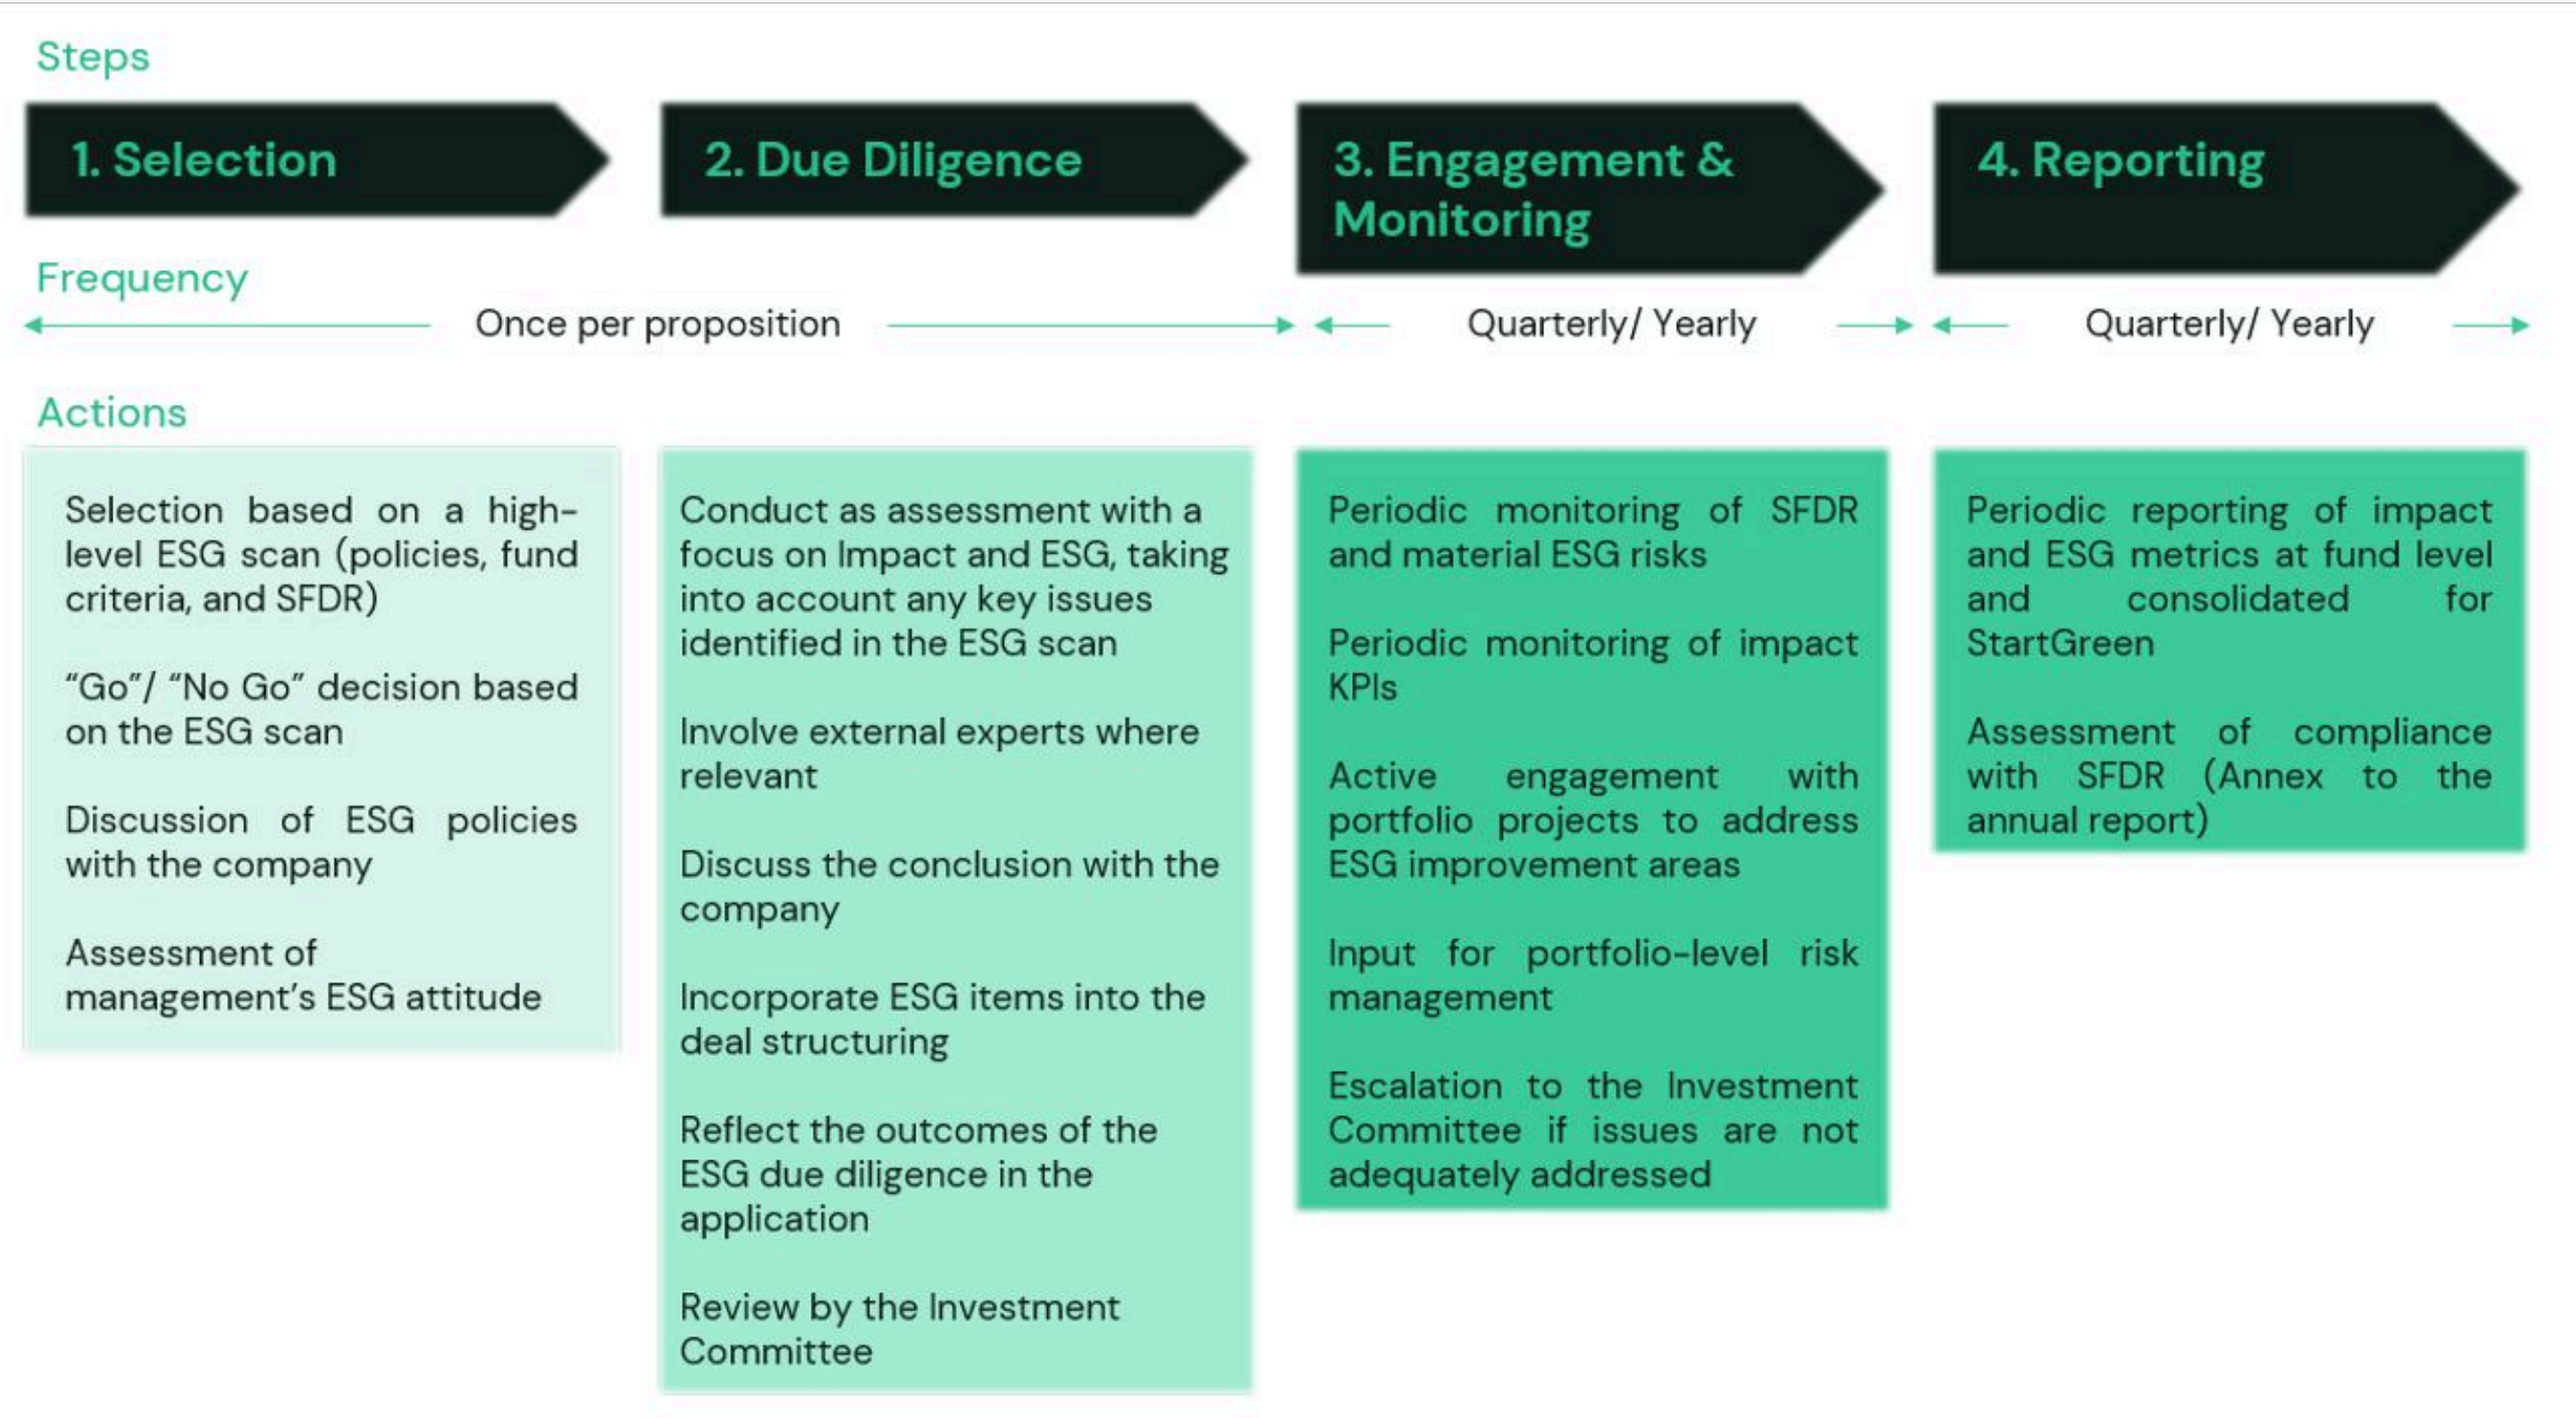 Steps
1. Selection
2. Due Diligence
3. Engagement &
Monitoring
4. Reporting
Frequency
Once per proposition
Quarterly/ Yearly
Quarterly/ Yearly
Actions
Selection based on a high-
level ESG scan (policies, fund
criteria, and SFDR)
“Go”/ “No Go” decision based
on the ESG scan
Discussion of ESG policies
with the company
Assessment of
management’s ESG attitude
Conduct as assessment with a
focus on Impact and ESG, taking
into account any key issues
identified in the ESG scan
Involve external experts where
relevant
Discuss the conclusion with the
company
Incorporate ESG items into the
deal structuring
Reflect the outcomes of the
ESG due diligence in the
application
Review by the Investment
Committee
Periodic monitoring of SFDR
and material ESG risks
Periodic monitoring of impact
KPIs
Active engagement with
portfolio projects to address
ESG improvement areas
Input for portfolio-level risk
management
Escalation to the Investment
Committee if issues are not
adequately addressed
Periodic reporting of impact
and ESG metrics at fund level
and consolidated for
StartGreen
Assessment of compliance
with SFDR (Annex to the
annual report)